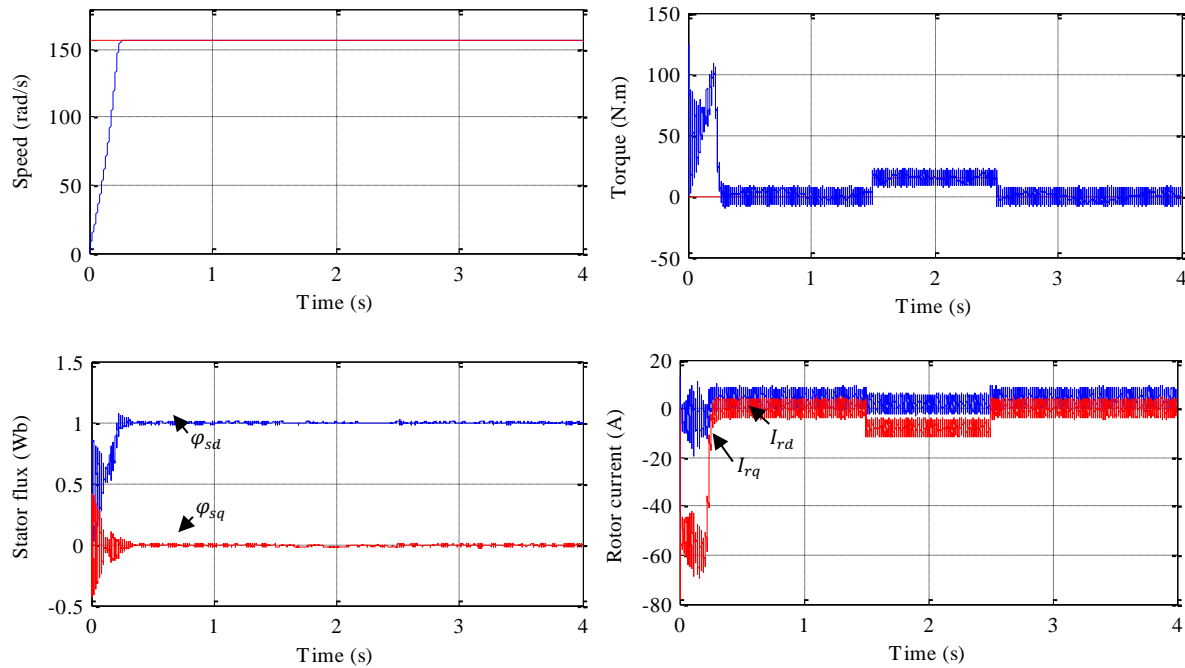 Speed (rad/s)
150
100
50
0
0 1 2 3 4
Time (s)
Torque (N.m)
150
100
50
0
-50
0 1 2 3 4
Time (s)
Stator flux (Wb)
1.5
1
0.5
0
-0.5
φsd
φsq
0 1 2 3 4
Time (s)
Rotor current (A)
20
0
-20
-40
-60
-80
Ird
Irq
0 1 2 3 4
Time (s)